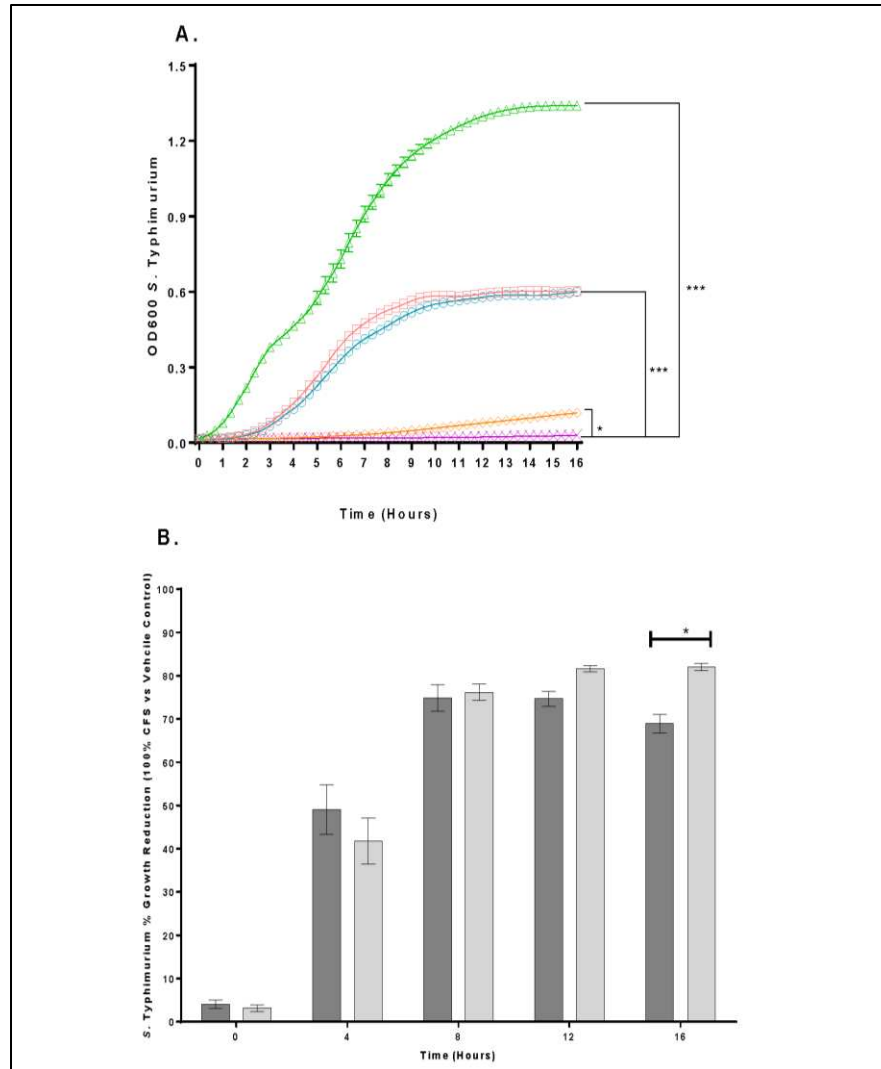 A.
1.5
1.2
0.9
0.6
0.3
0.0
OD600 S. Typhimurium
0 1 2 3 4 5 6 7 8 9 10 11 12 13 14 15 16
Time (Hours)
***
***
*
B.
100
90
80
70
60
50
40
30
20
10
0
S. Typhimurium % Growth Reduction (100% CFS vs Vehcile Control)
*
0 4 8 12 16
Time (Hours)